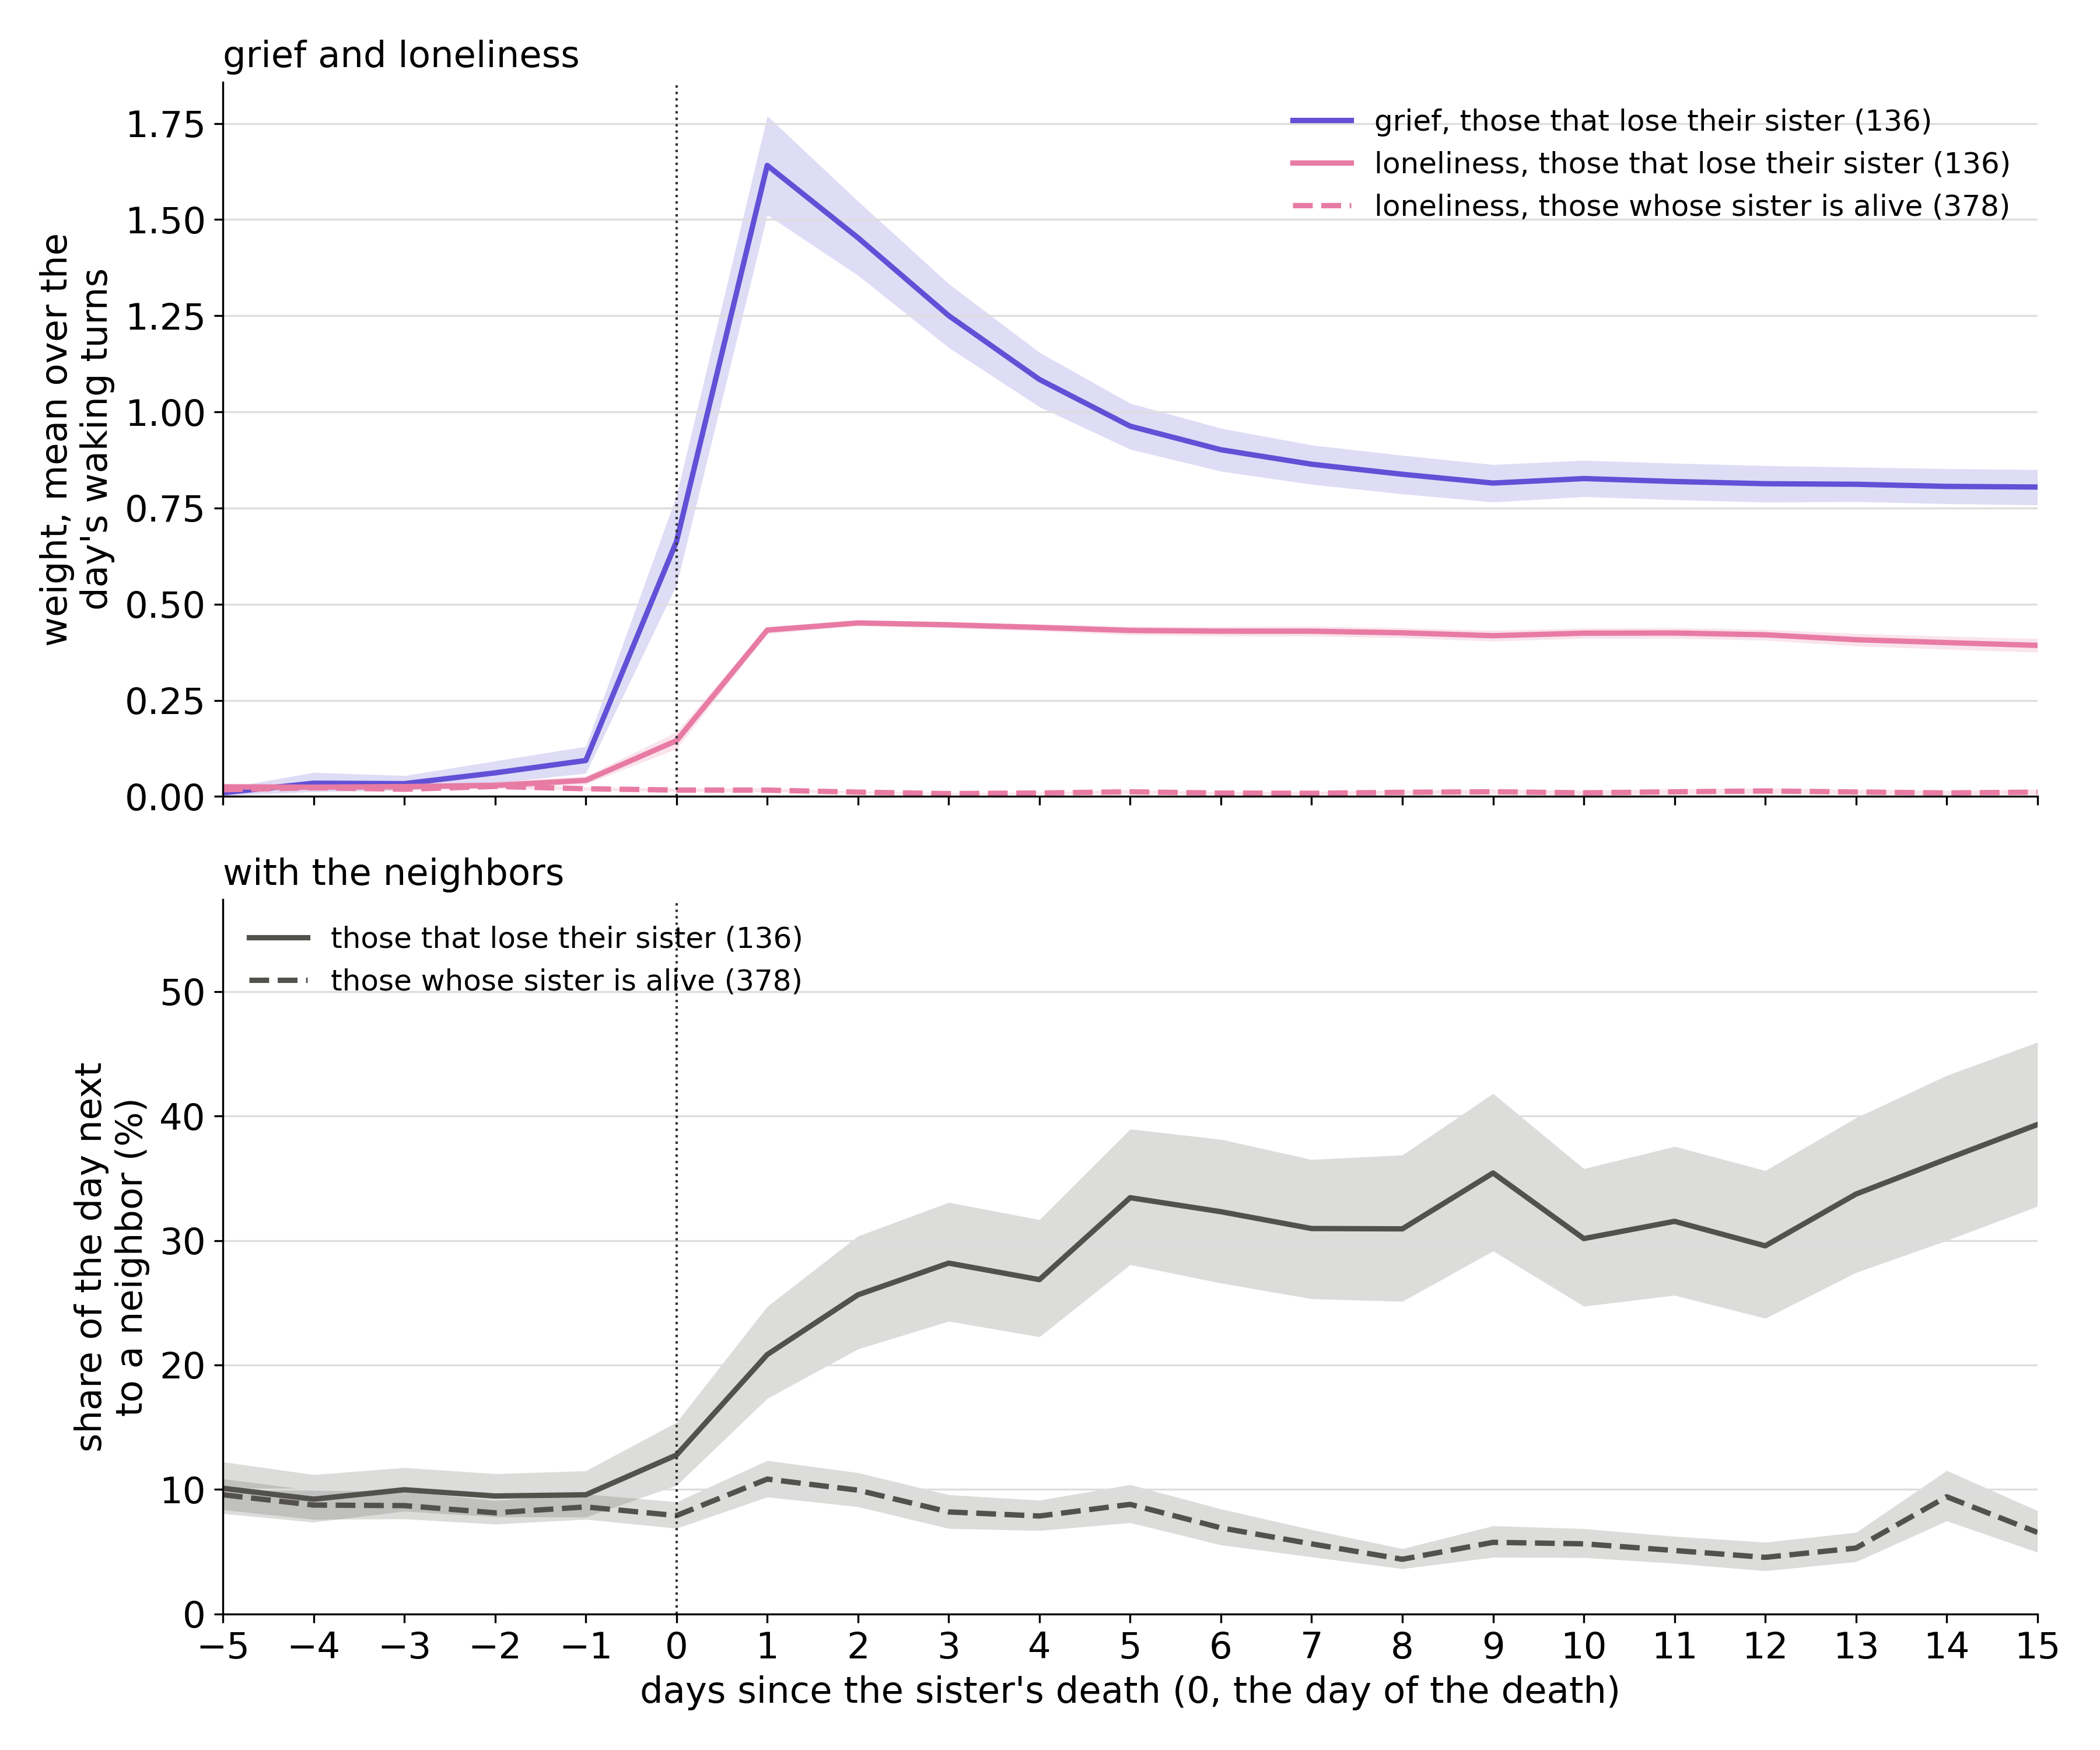 grief and loneliness
grief, those that lose their sister (136)
loneliness, those that lose their sister (136)
loneliness, those whose sister is alive (378)
weight, mean over the
day's waking turns
1.75
1.50
1.25
1.00
0.75
0.50
0.25
0.00
with the neighbors
those that lose their sister (136)
those whose sister is alive (378)
share of the day next
to a neighbor (%)
50
40
30
20
10
0
−5 −4 −3 −2 −1 0 1 2 3 4 5 6 7 8 9 10 11 12 13 14 15
days since the sister's death (0, the day of the death)